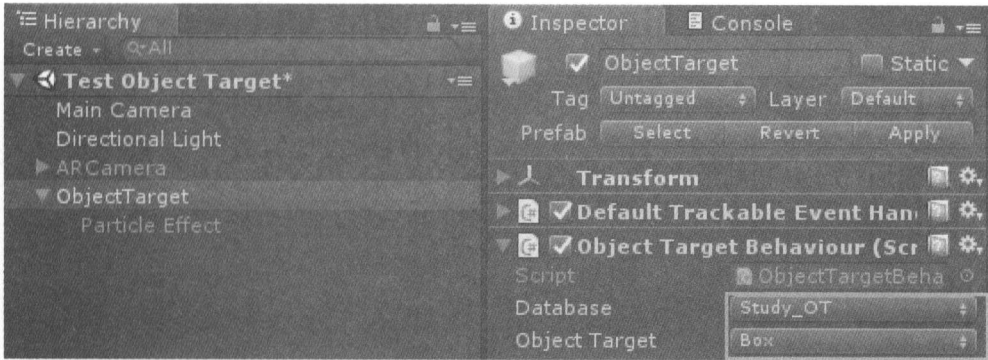 Hierarchy
Create
All
Test Object Target*
Main Camera
Directional Light
ARCamera
ObjectTarget
Particle Effect
Inspector
Console
ObjectTarget
Static
Tag Untagged Layer Default
Prefab Select Revert Apply
Transform
Default Trackable Event Han
Object Target Behaviour (Scr
Script ObjectTargetBeha
Database Study_OT
Object Target Box